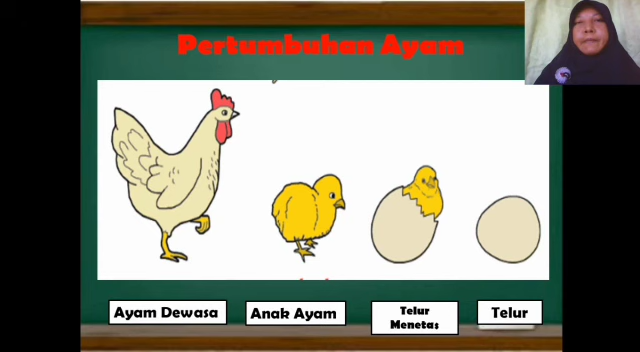 Pertumbuhan Ayam
Ayam Dewasa
Anak Ayam
Telur
Menetas
Telur